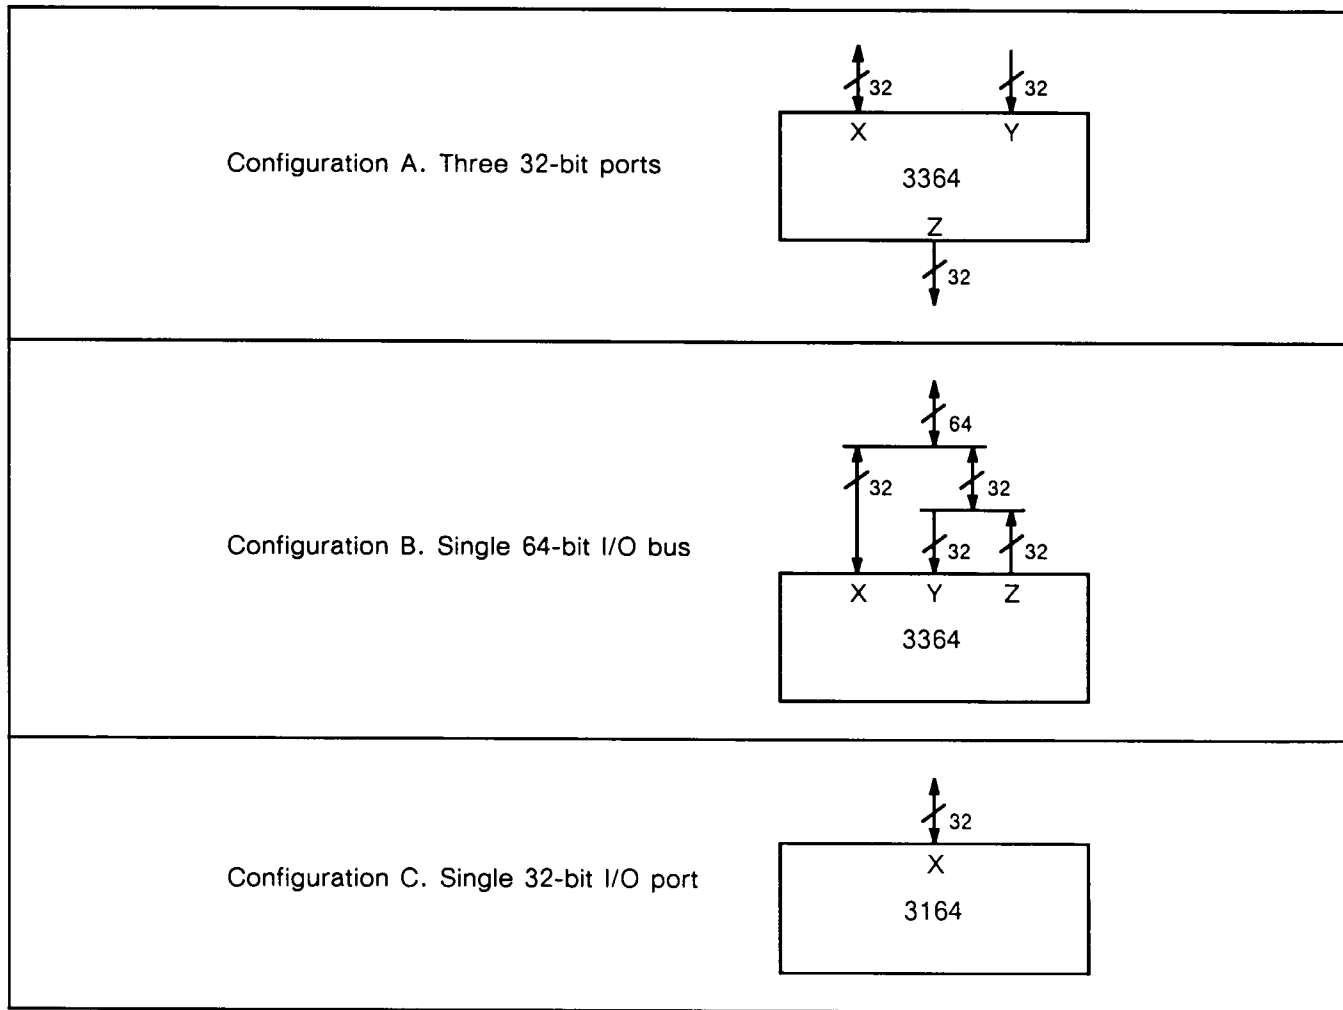 32
32
X
Y
Configuration A. Three 32-bit ports
3364
Z
32
64
32
32
Configuration B. Single 64-bit I/O bus
32
32
X
Y
Z
3364
32
X
Configuration C. Single 32-bit I/O port
3164